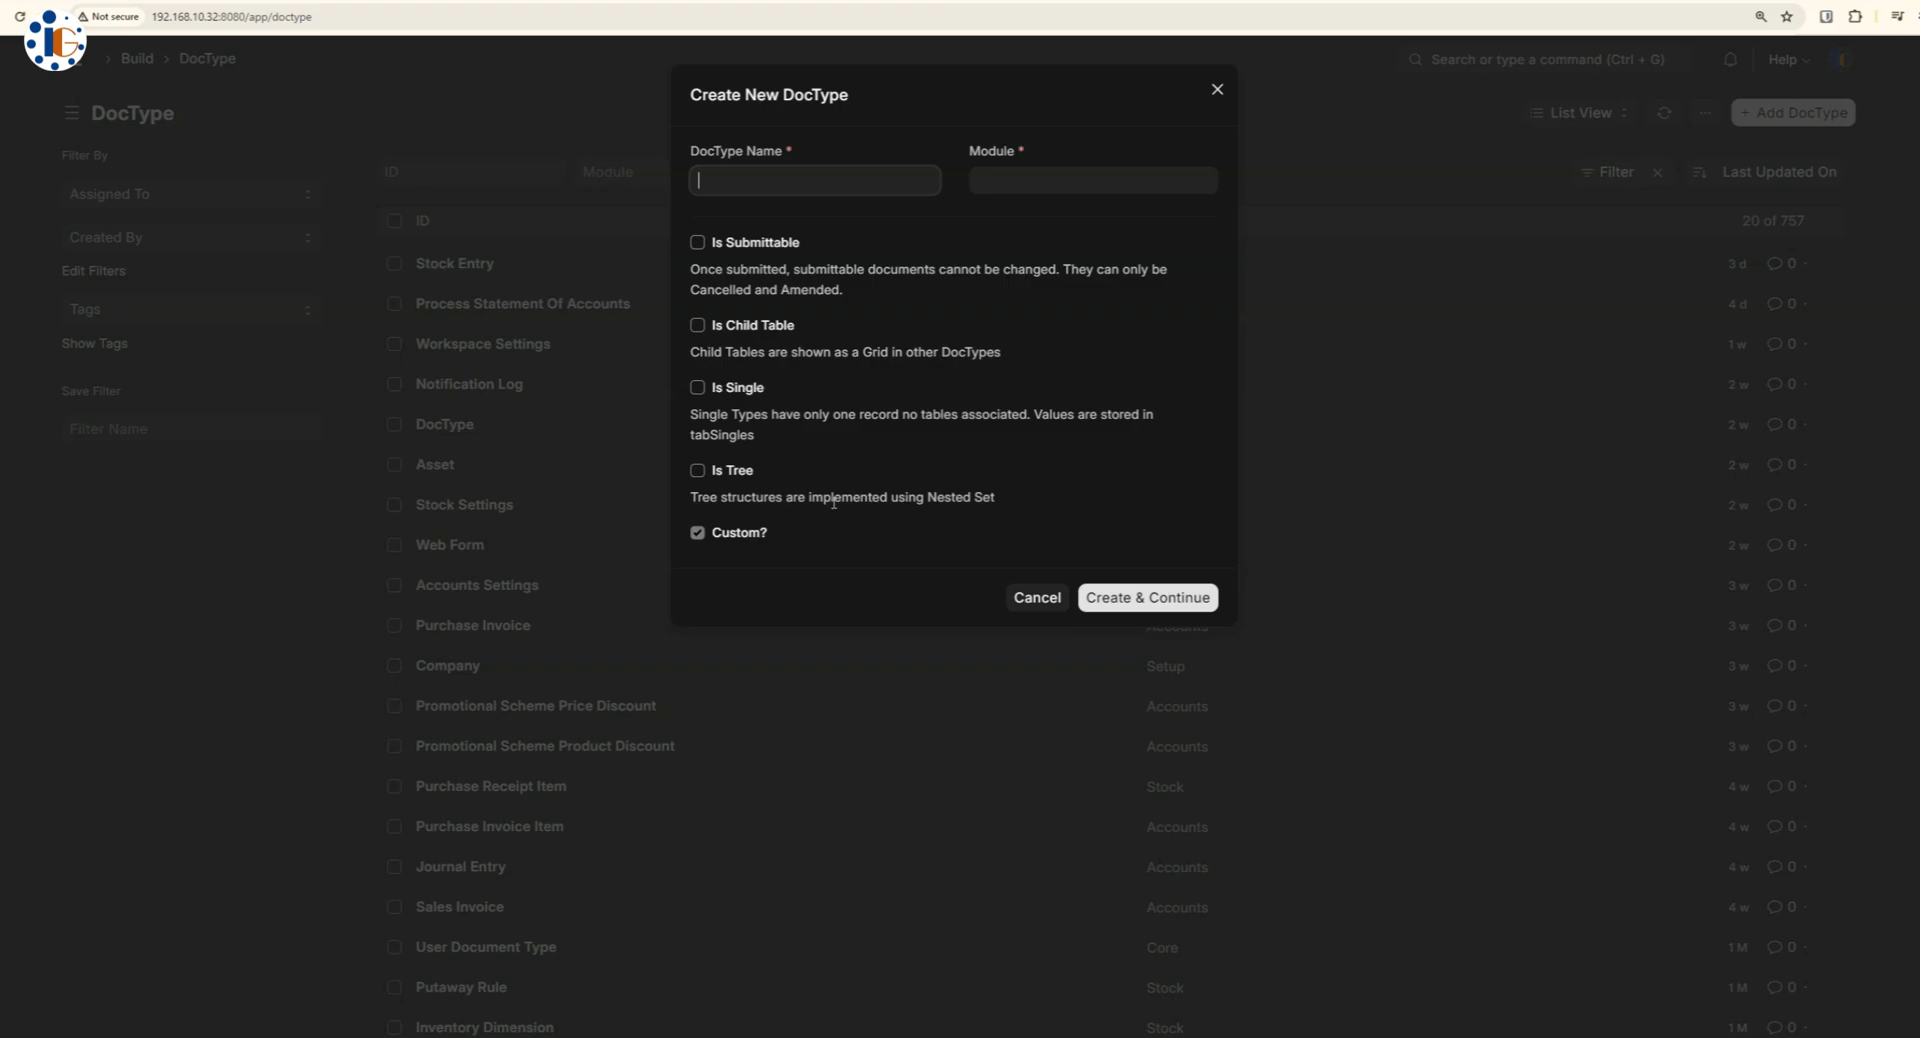 Not secure 192.168.10.32:8080/app/doctype
IG
Build > DocType
Search or type a command (Ctrl + G)
Help
DocType
List View
+ Add DocType
Filter By
Assigned To
Created By
Edit Filters
Tags
Show Tags
Save Filter
Filter Name
ID Module
Filter
Last Updated On
ID 20 of 757
Stock Entry 3 d 0
Process Statement Of Accounts 4 d 0
Workspace Settings 1 w 0
Notification Log 2 w 0
DocType 2 w 0
Asset 2 w 0
Stock Settings 2 w 0
Web Form 2 w 0
Accounts Settings 3 w 0
Purchase Invoice Accounts 3 w 0
Company Setup 3 w 0
Promotional Scheme Price Discount Accounts 3 w 0
Promotional Scheme Product Discount Accounts 3 w 0
Purchase Receipt Item Stock 4 w 0
Purchase Invoice Item Accounts 4 w 0
Journal Entry Accounts 4 w 0
Sales Invoice Accounts 4 w 0
User Document Type Core 1 M 0
Putaway Rule Stock 1 M 0
Inventory Dimension Stock 1 M 0
Create New DocType
DocType Name *
Module *
Is Submittable
Once submitted, submittable documents cannot be changed. They can only be
Cancelled and Amended.
Is Child Table
Child Tables are shown as a Grid in other DocTypes
Is Single
Single Types have only one record no tables associated. Values are stored in
tabSingles
Is Tree
Tree structures are implemented using Nested Set
Custom?
Cancel
Create & Continue